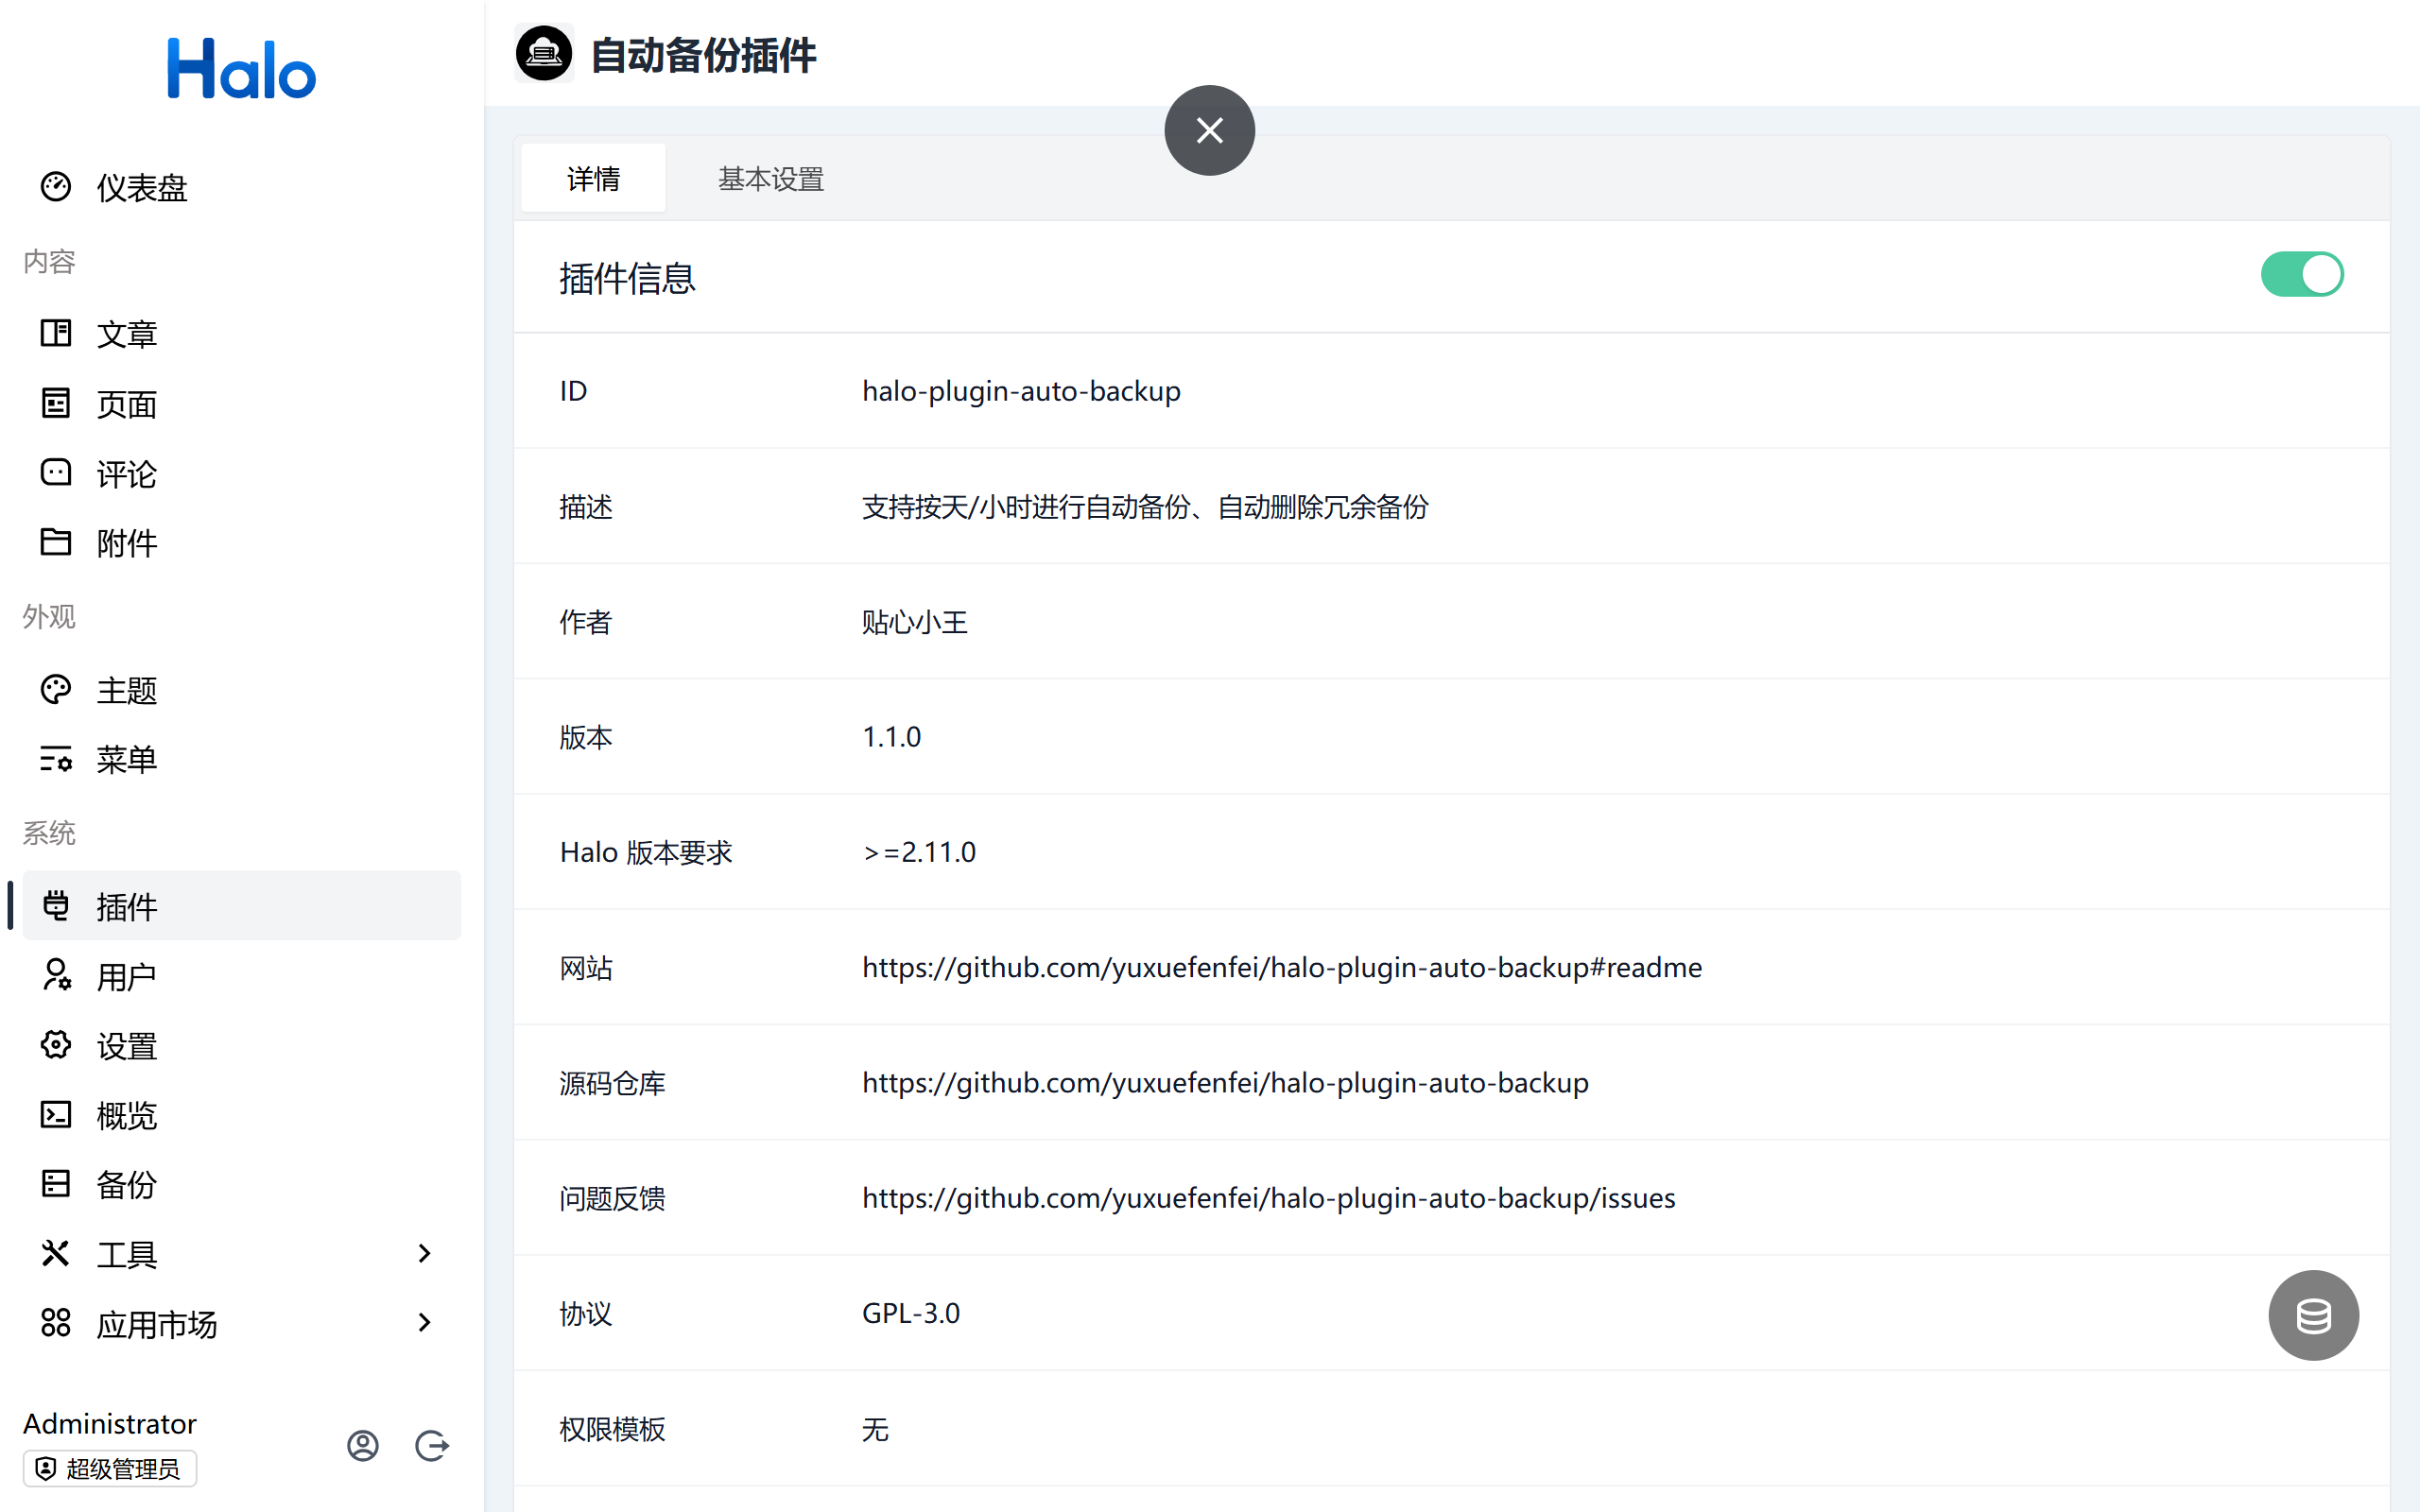 Halo
仪表盘
内容
文章
页面
评论
附件
外观
主题
菜单
系统
插件
用户
设置
概览
备份
工具
应用市场
Administrator
超级管理员
自动备份插件
详情 基本设置
插件信息
ID halo-plugin-auto-backup
描述 支持按天/小时进行自动备份、自动删除冗余备份
作者 贴心小王
版本 1.1.0
Halo 版本要求 >=2.11.0
网站 https://github.com/yuxuefenfei/halo-plugin-auto-backup#readme
源码仓库 https://github.com/yuxuefenfei/halo-plugin-auto-backup
问题反馈 https://github.com/yuxuefenfei/halo-plugin-auto-backup/issues
协议 GPL-3.0
权限模板 无